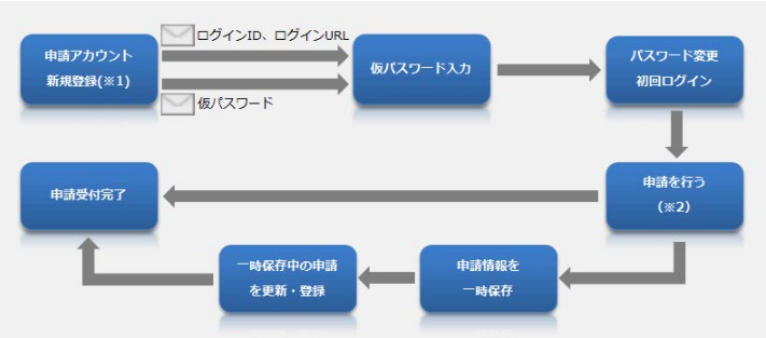 申請アカウント
新規登録(※1)
ログインID、ログインURL
仮パスワード
仮パスワード入力
パスワード変更
初回ログイン
申請を行う
(※2)
申請受付完了
申請情報を
一時保存
一時保存中の申請
を更新・登録